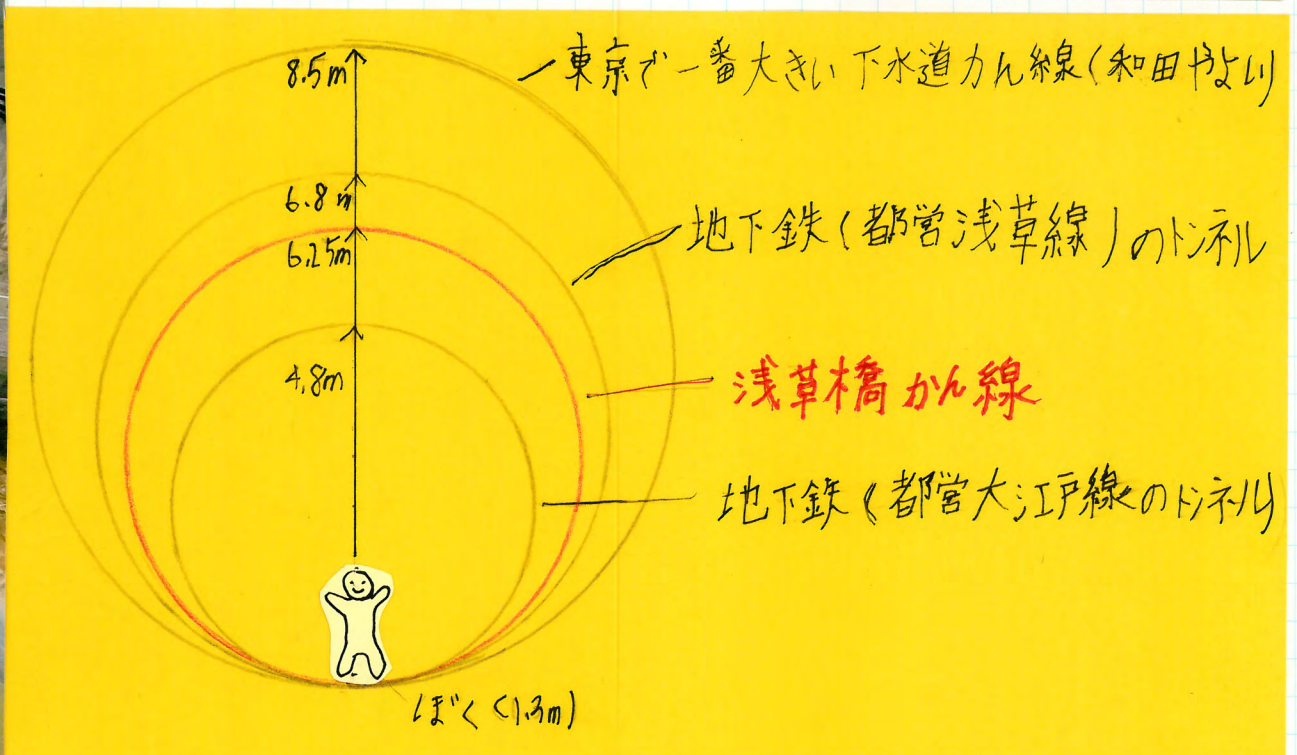 8.5m
東京で一番大きい下水道かん線(和田やよい)
6.8m
6.25m
地下鉄(都営浅草線)のトンネル
4.8m
浅草橋かん線
地下鉄(都営大江戸線のトンネル)
ぼく(1.3m)